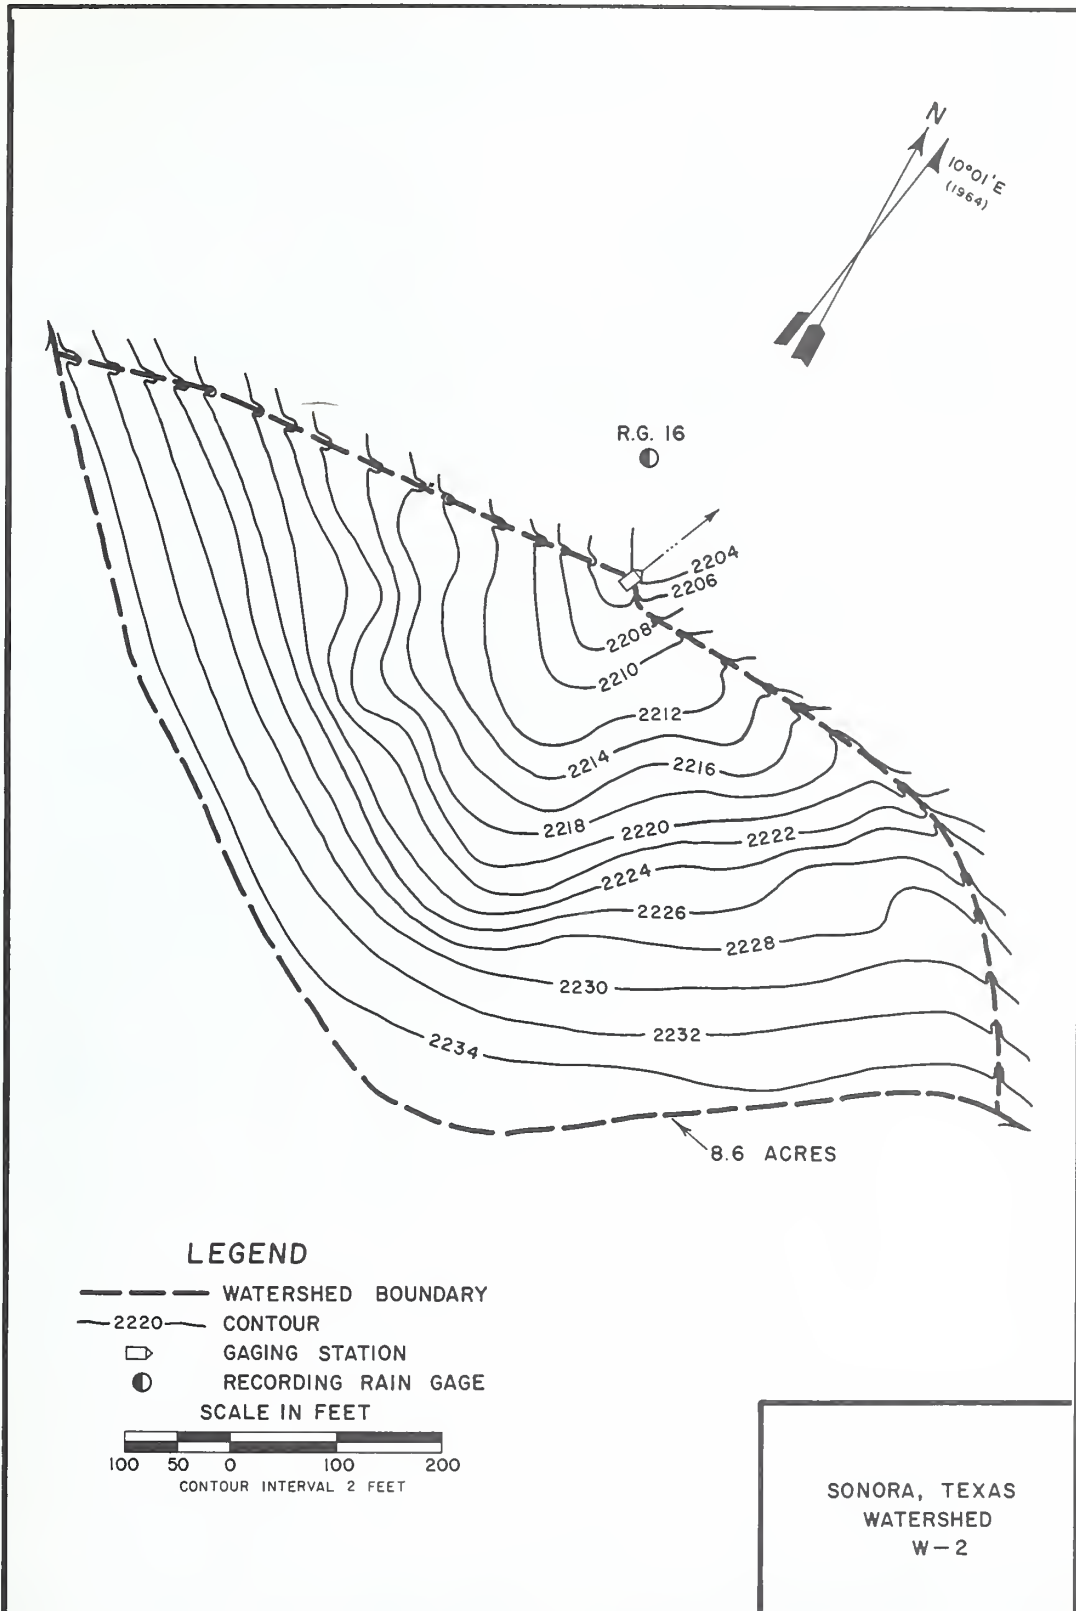 N
10°01'E
(1964)
R.G. 16
2204
2206
2208
2210
2212
2214
2216
2218
2220
2222
2224
2226
2228
2230
2232
2234
8.6 ACRES
LEGEND
WATERSHED BOUNDARY
2220 CONTOUR
GAGING STATION
RECORDING RAIN GAGE
SCALE IN FEET
100 50 0 100 200
CONTOUR INTERVAL 2 FEET
SONORA, TEXAS
WATERSHED
W-2